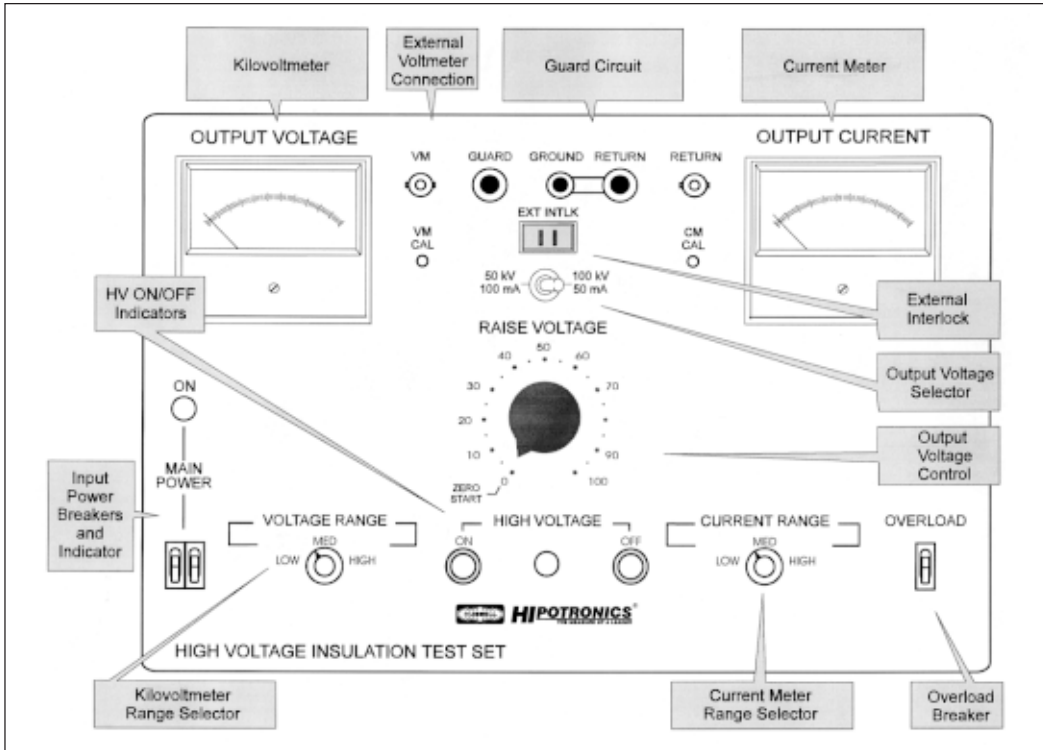 Kilovoltmeter
External
Voltmeter
Connection
Guard Circuit
Current Meter
OUTPUT VOLTAGE
OUTPUT CURRENT
VM
GUARD
GROUND
RETURN
RETURN
EXT INTLK
VM
CAL
CM
CAL
50 kV
100 mA
100 kV
50 mA
HV ON/OFF
Indicators
External
Interlock
RAISE VOLTAGE
Output Voltage
Selector
0
10
20
30
40
50
60
70
90
100
ZERO
START
ON
MAIN
POWER
Output
Voltage
Control
Input
Power
Breakers
and
Indicator
VOLTAGE RANGE
LOW
MED
HIGH
HIGH VOLTAGE
ON
OFF
CURRENT RANGE
LOW
MED
HIGH
OVERLOAD
HIPOTRONICS®
HIGH VOLTAGE INSULATION TEST SET
Kilovoltmeter
Range Selector
Current Meter
Range Selector
Overload
Breaker